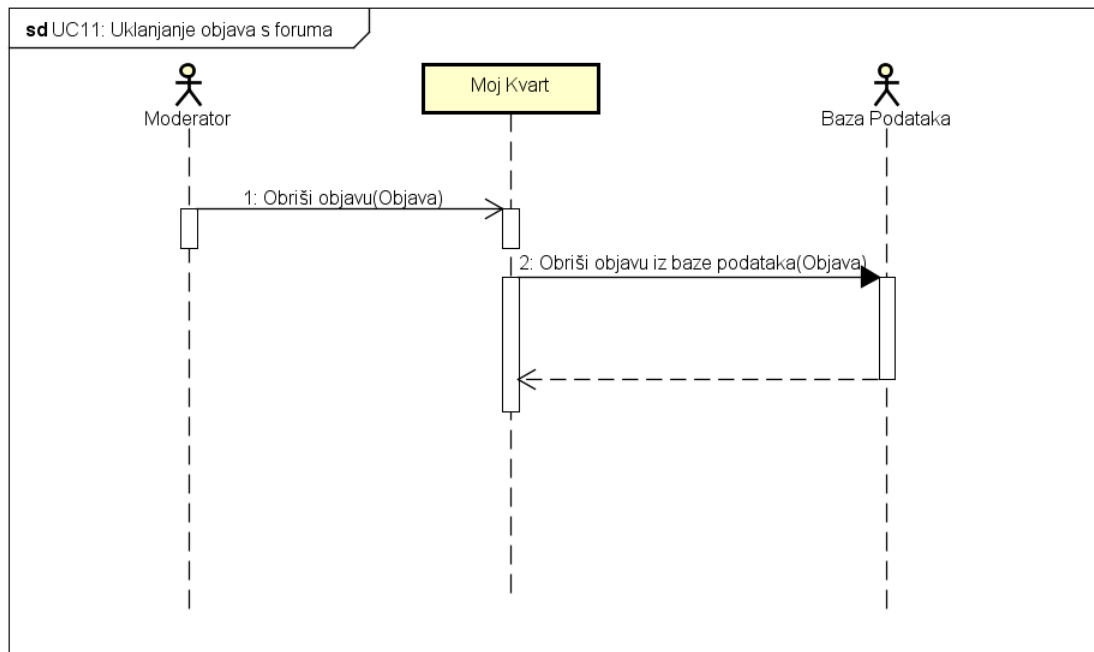 sd UC11: Uklanjanje objava s foruma
Moderator
Moj Kvart
Baza Podataka
1: Obriši objavu(Objava)
2: Obriši objavu iz baze podataka(Objava)